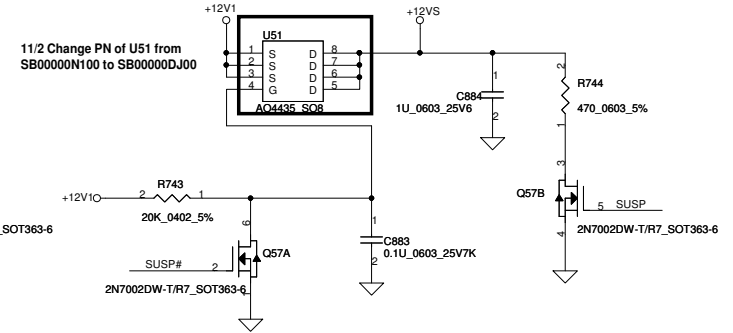 +12V1
+12VS
11/2 Change PN of U51 from
SB00000N100 to SB00000DJ00
U51
1 S D 8
2 S D 7
3 S D 6
4 G D 5
AO4435_SO8
1
C884
1U_0603_25V6
2
2
R744
470_0603_5%
1
R743
+12V1 2 1
20K_0402_5%
_SOT363-6
3
Q57B
5 SUSP
4
2N7002DW-T/R7_SOT363-6
6
Q57A
SUSP# 2
2N7002DW-T/R7_SOT363-6
1
1
C883
0.1U_0603_25V7K
2